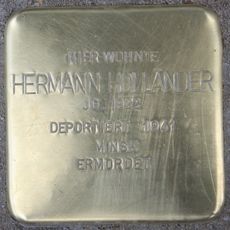 HIER WOHNTE
HERMANN HOLLÄNDER
JG.
DEPORTIERT 1941
MINSK
ERMORDET